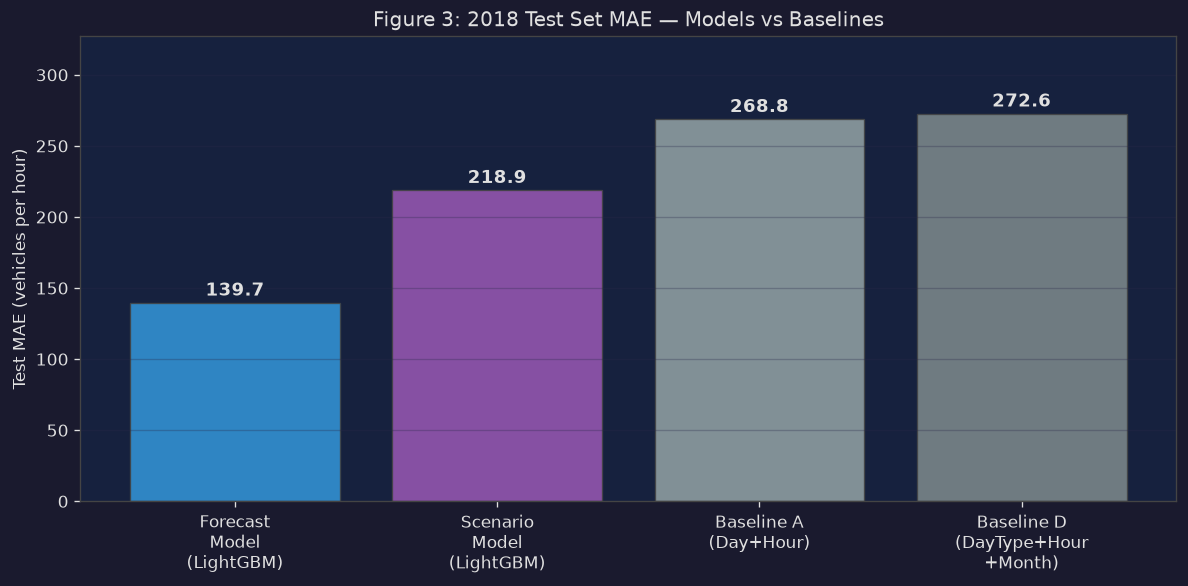 Figure 3: 2018 Test Set MAE — Models vs Baselines
Test MAE (vehicles per hour)
300
250
200
150
100
50
0
139.7
218.9
268.8
272.6
Forecast
Model
(LightGBM)
Scenario
Model
(LightGBM)
Baseline A
(Day+Hour)
Baseline D
(DayType+Hour
+Month)